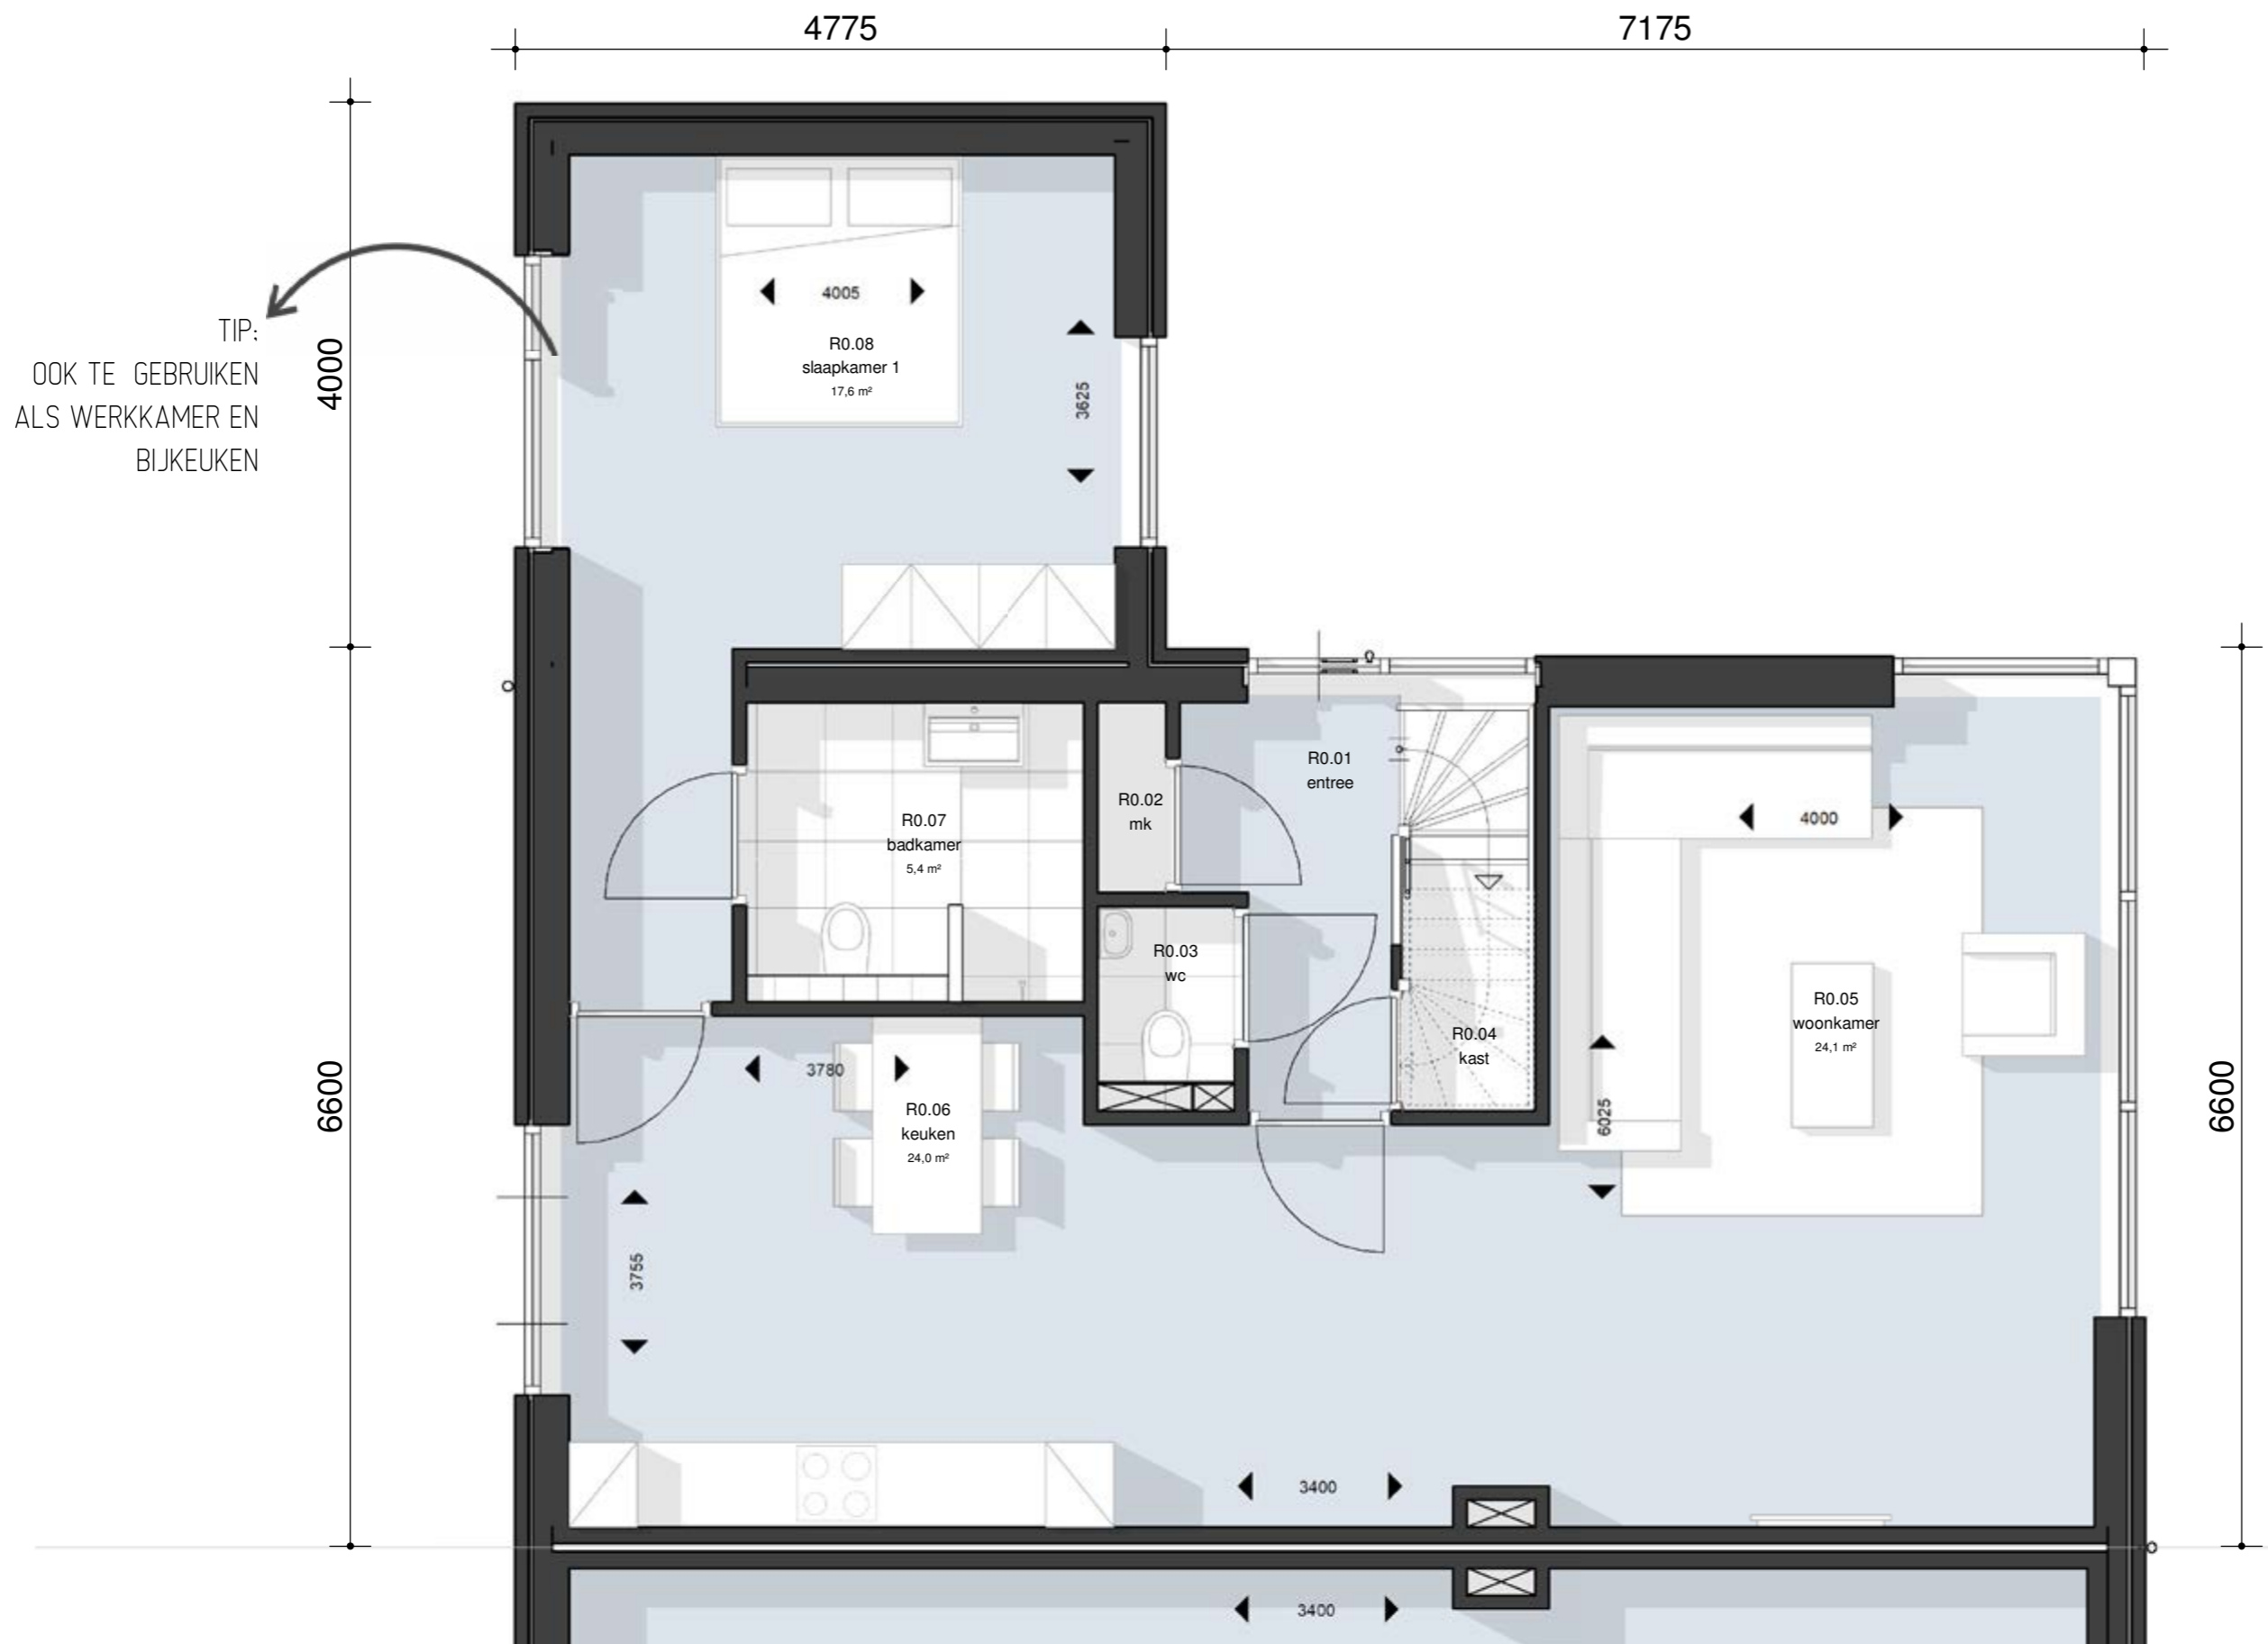 4775
7175
TIP:
OOK TE GEBRUIKEN
ALS WERKKAMER EN
BIJKEUKEN
4000
4005
R0.08
slaapkamer 1
17,6 m²
3625
R0.01
entree
R0.02
mk
R0.07
badkamer
5,4 m²
4000
R0.03
wc
R0.04
kast
R0.05
woonkamer
24,1 m²
6600
3780
R0.06
keuken
24,0 m²
6025
6600
3755
3400
3400